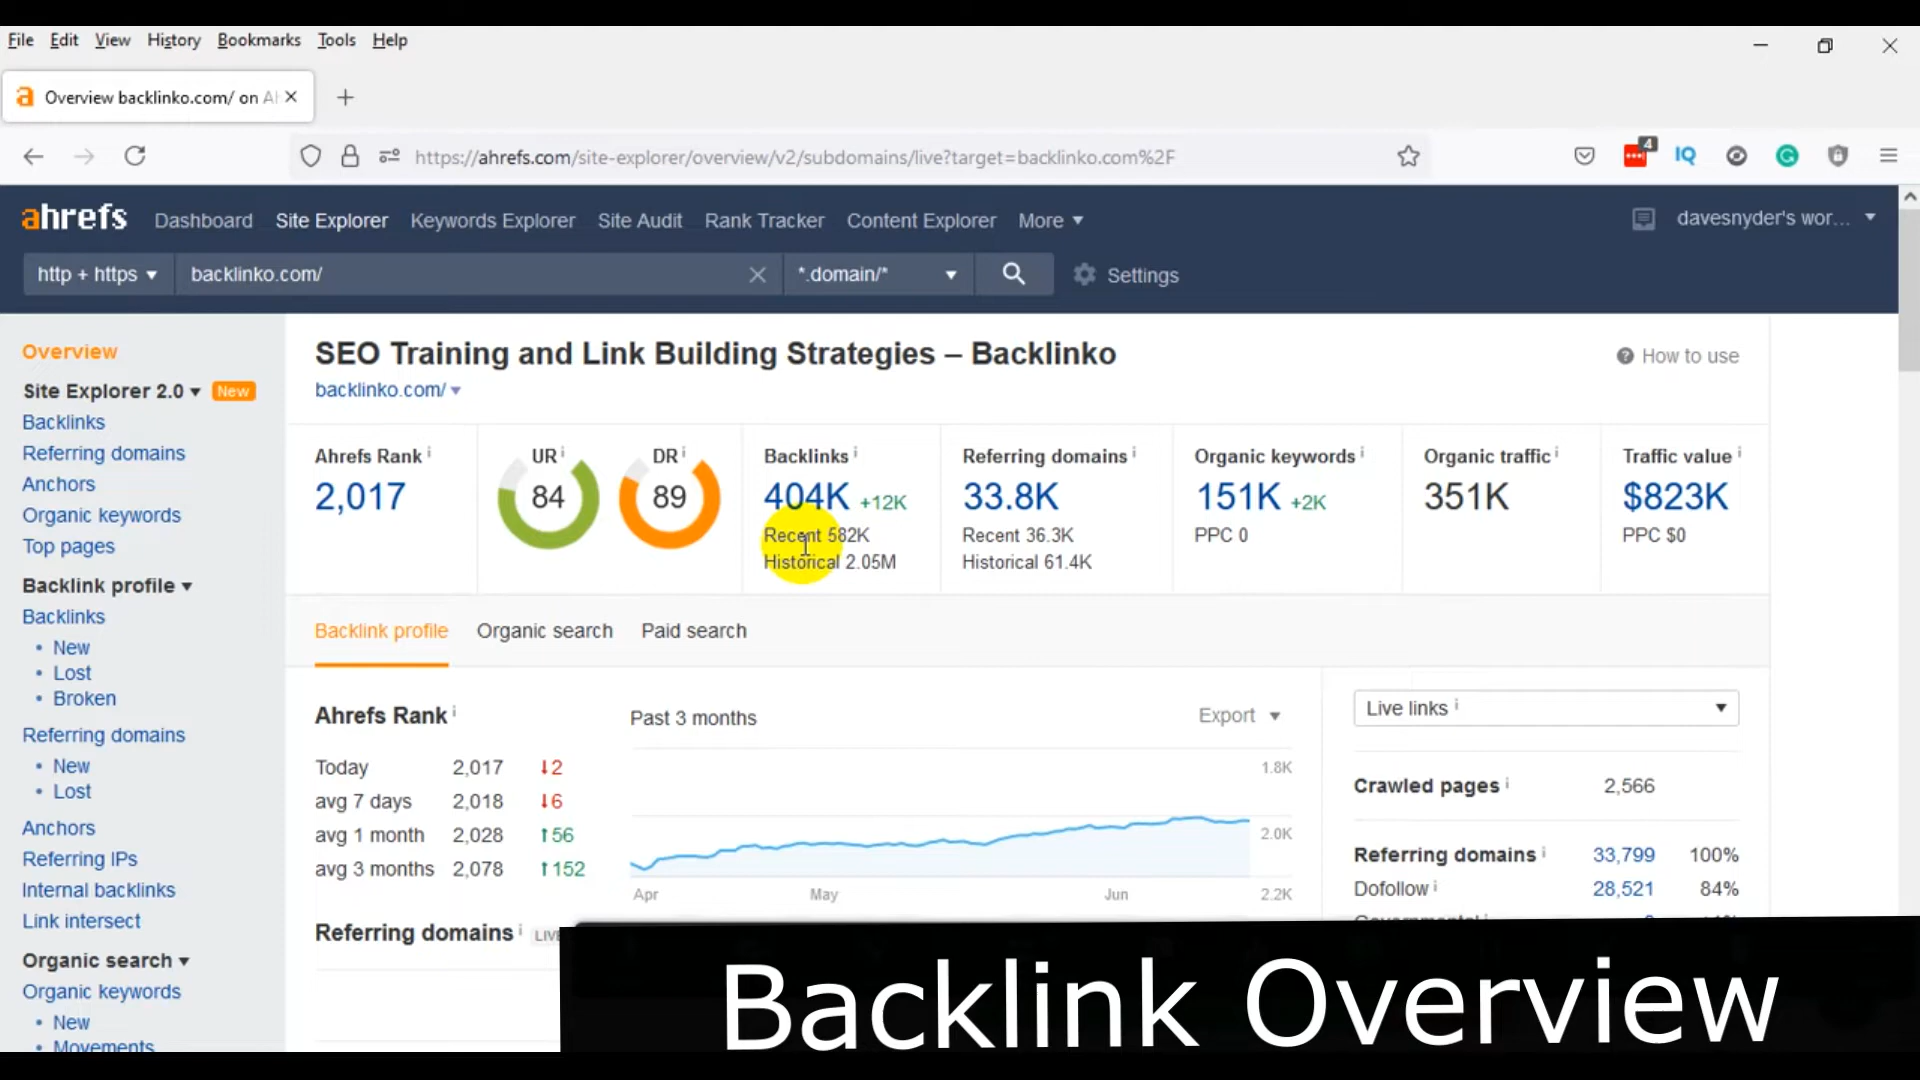 File Edit View History Bookmarks Tools Help
Overview backlinko.com/ on Al
https://ahrefs.com/site-explorer/overview/v2/subdomains/live?target=backlinko.com%2F
4
IQ
ahrefs Dashboard Site Explorer Keywords Explorer Site Audit Rank Tracker Content Explorer More davesnyder's wor...
http + https backlinko.com/ *.domain/* Settings
Overview
Site Explorer 2.0 New
Backlinks
Referring domains
Anchors
Organic keywords
Top pages
Backlink profile
Backlinks
• New
• Lost
• Broken
Referring domains
• New
• Lost
Anchors
Referring IPs
Internal backlinks
Link intersect
Organic search
Organic keywords
• New
• Movements
SEO Training and Link Building Strategies – Backlinko
How to use
backlinko.com/
Ahrefs Rank
2,017
UR
84
DR
89
Backlinks
404K +12K
Recent 582K
Historical 2.05M
Referring domains
33.8K
Recent 36.3K
Historical 61.4K
Organic keywords
151K +2K
PPC 0
Organic traffic
351K
Traffic value
$823K
PPC $0
Backlink profile Organic search Paid search
Ahrefs Rank
Today 2,017 ↓2
avg 7 days 2,018 ↓6
avg 1 month 2,028 ↑56
avg 3 months 2,078 ↑152
Past 3 months
Export
1.8K
2.0K
2.2K
Apr May Jun
Live links
Crawled pages 2,566
Referring domains 33,799 100%
Dofollow 28,521 84%
Referring domains LIVE
Backlink Overview